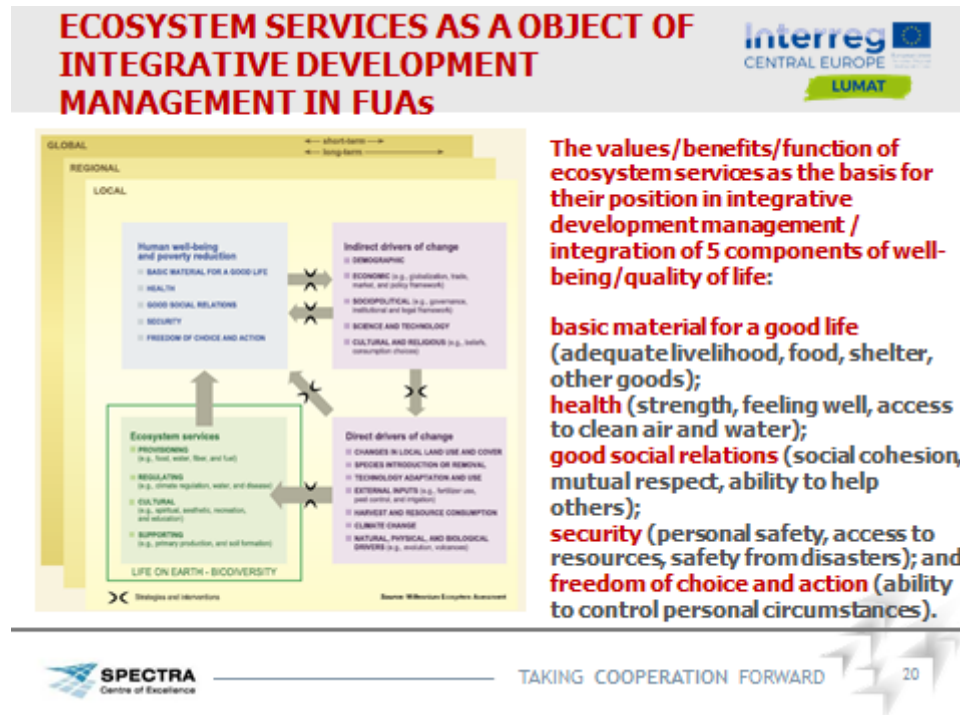 ECOSYSTEM SERVICES AS A OBJECT OF
INTEGRATIVE DEVELOPMENT
MANAGEMENT IN FUAs
Interreg
CENTRAL EUROPE
LUMAT
GLOBAL
short-term
long-term
REGIONAL
LOCAL
Human well-being
and poverty reduction
BASIC MATERIAL FOR A GOOD LIFE
HEALTH
GOOD SOCIAL RELATIONS
SECURITY
FREEDOM OF CHOICE AND ACTION
Indirect drivers of change
DEMOGRAPHIC
ECONOMIC (e.g., globalization, trade,
market, and policy framework)
SOCIOPOLITICAL (e.g., governance,
institutional and legal framework)
SCIENCE AND TECHNOLOGY
CULTURAL AND RELIGIOUS (e.g., beliefs,
consumption choices)
Ecosystem services
PROVISIONING
(e.g., food, water, fiber, and fuel)
REGULATING
(e.g., climate regulation, water, and disease)
CULTURAL
(e.g., spiritual, aesthetic, recreation,
and education)
SUPPORTING
(e.g., primary production, and soil formation)
LIFE ON EARTH - BIODIVERSITY
Direct drivers of change
CHANGES IN LOCAL LAND USE AND COVER
SPECIES INTRODUCTION OR REMOVAL
TECHNOLOGY ADAPTATION AND USE
EXTERNAL INPUTS (e.g., fertilizer use,
pest control, and irrigation)
HARVEST AND RESOURCE CONSUMPTION
CLIMATE CHANGE
NATURAL, PHYSICAL, AND BIOLOGICAL
DRIVERS (e.g., evolution, volcanoes)
Strategies and interventions
Source: Millennium Ecosystem Assessment
The values/benefits/function of
ecosystem services as the basis for
their position in integrative
development management /
integration of 5 components of well-
being/quality of life:
basic material for a good life
(adequate livelihood, food, shelter,
other goods);
health (strength, feeling well, access
to clean air and water);
good social relations (social cohesion,
mutual respect, ability to help
others);
security (personal safety, access to
resources, safety from disasters); and
freedom of choice and action (ability
to control personal circumstances).
SPECTRA
Centre of Excellence
TAKING COOPERATION FORWARD
20